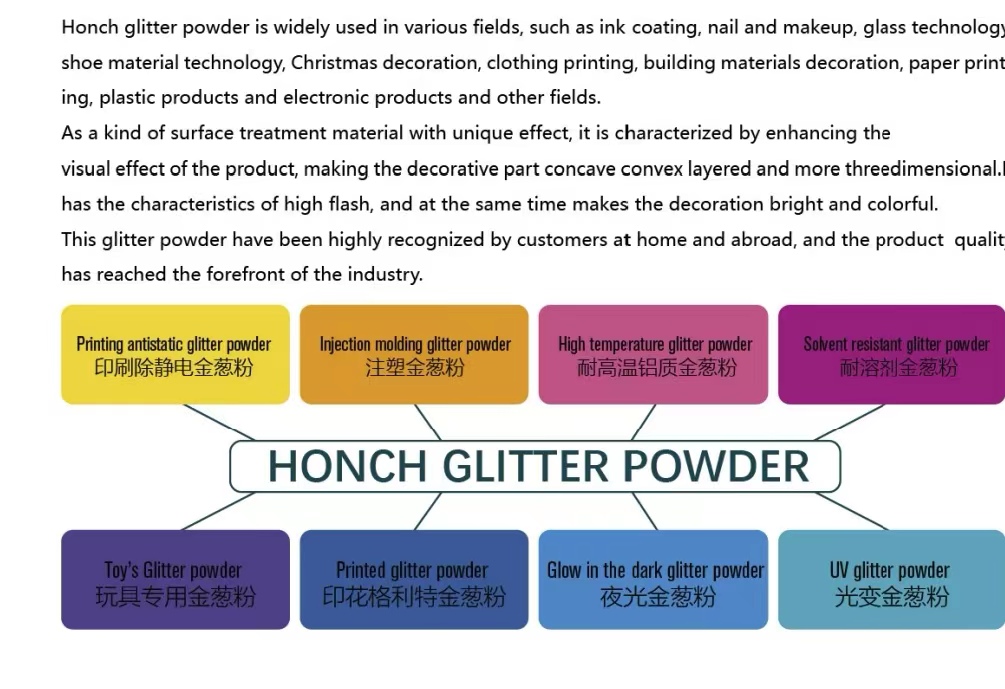 Honch glitter powder is widely used in various fields, such as ink coating, nail and makeup, glass technology
shoe material technology, Christmas decoration, clothing printing, building materials decoration, paper print
ing, plastic products and electronic products and other fields.
As a kind of surface treatment material with unique effect, it is characterized by enhancing the
visual effect of the product, making the decorative part concave convex layered and more threedimensional.
has the characteristics of high flash, and at the same time makes the decoration bright and colorful.
This glitter powder have been highly recognized by customers at home and abroad, and the product qualit
has reached the forefront of the industry.
Printing antistatic glitter powder
印刷除静电金葱粉
Injection molding glitter powder
注塑金葱粉
High temperature glitter powder
耐高温铝质金葱粉
Solvent resistant glitter powder
耐溶剂金葱粉
HONCH GLITTER POWDER
Toy's Glitter powder
玩具专用金葱粉
Printed glitter powder
印花格利特金葱粉
Glow in the dark glitter powder
夜光金葱粉
UV glitter powder
光变金葱粉